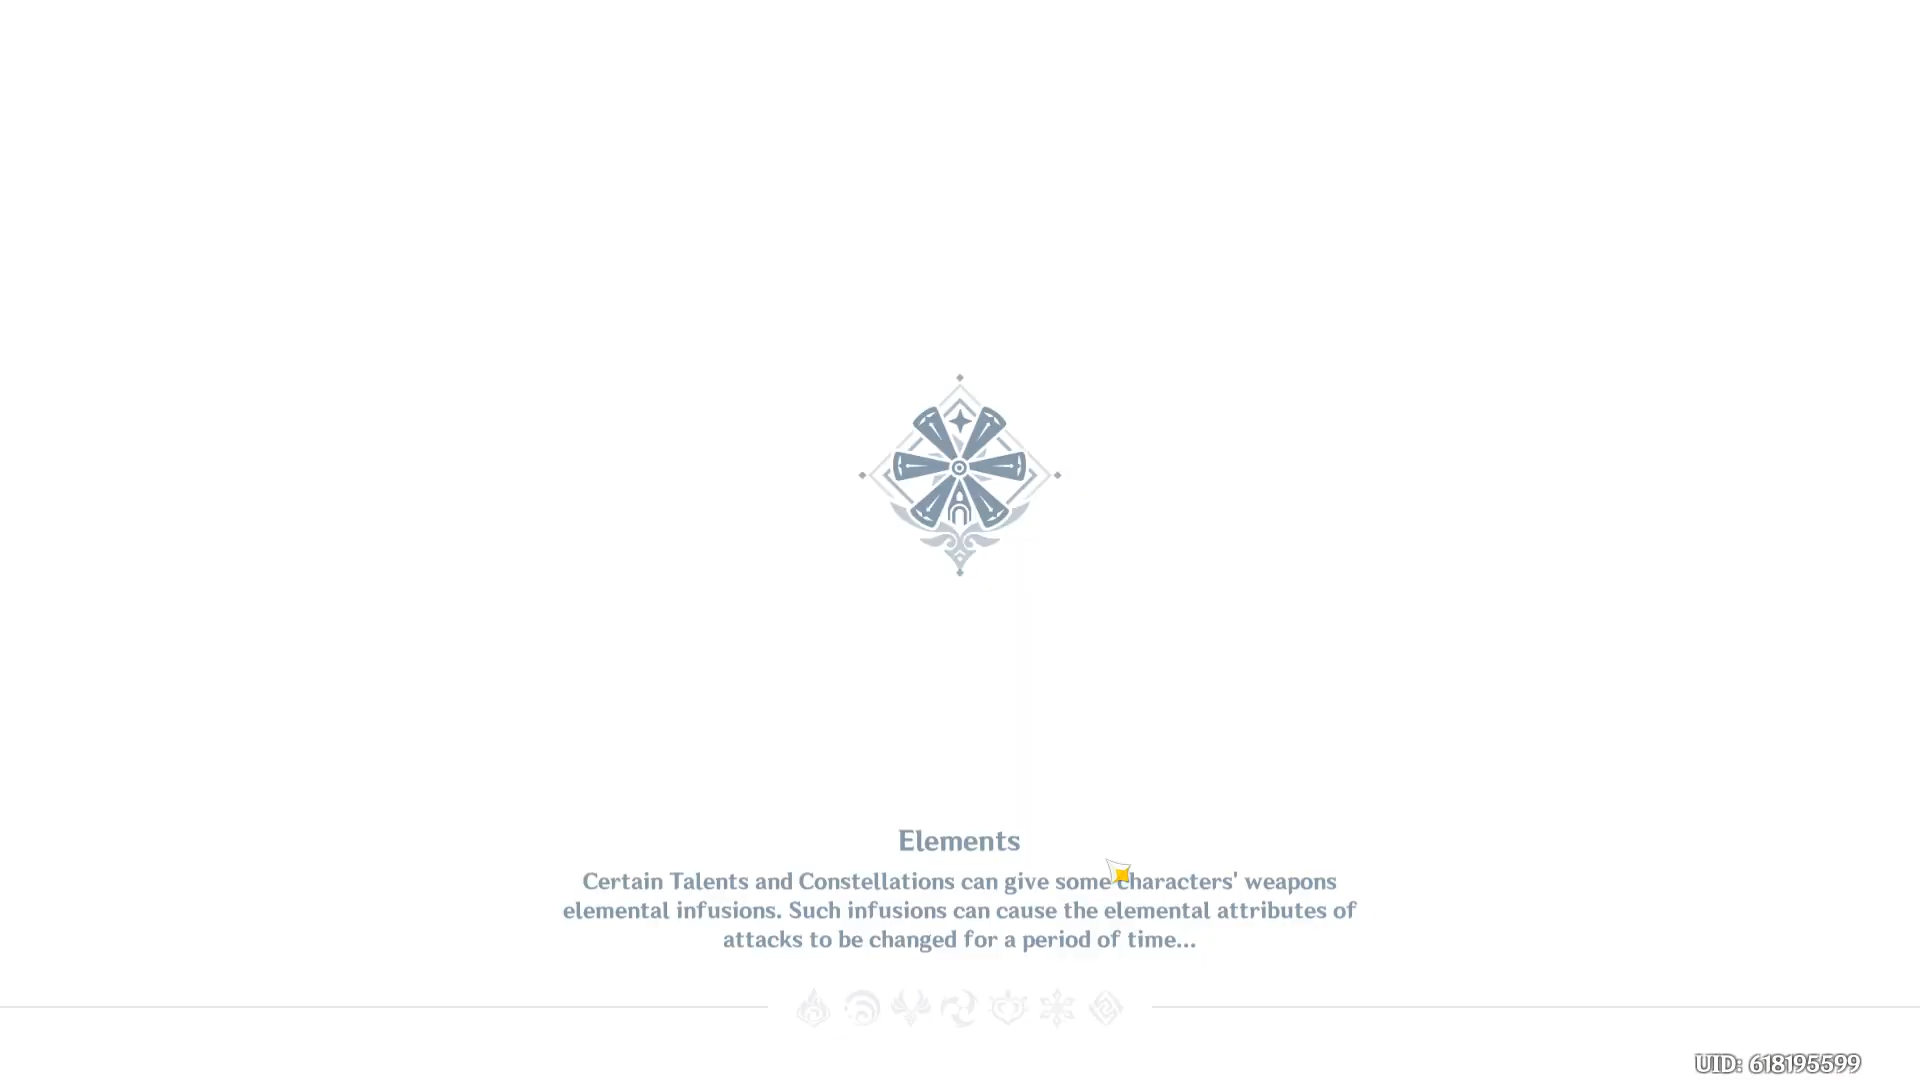 Elements
Certain Talents and Constellations can give some characters' weapons
elemental infusions. Such infusions can cause the elemental attributes of
attacks to be changed for a period of time...
UID: 618195599